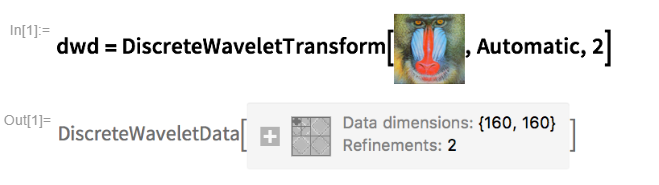 In[1]:=
dwd = DiscreteWaveletTransform[, Automatic, 2]
Out[1]=
DiscreteWaveletData[
Data dimensions: {160, 160}
Refinements: 2
]